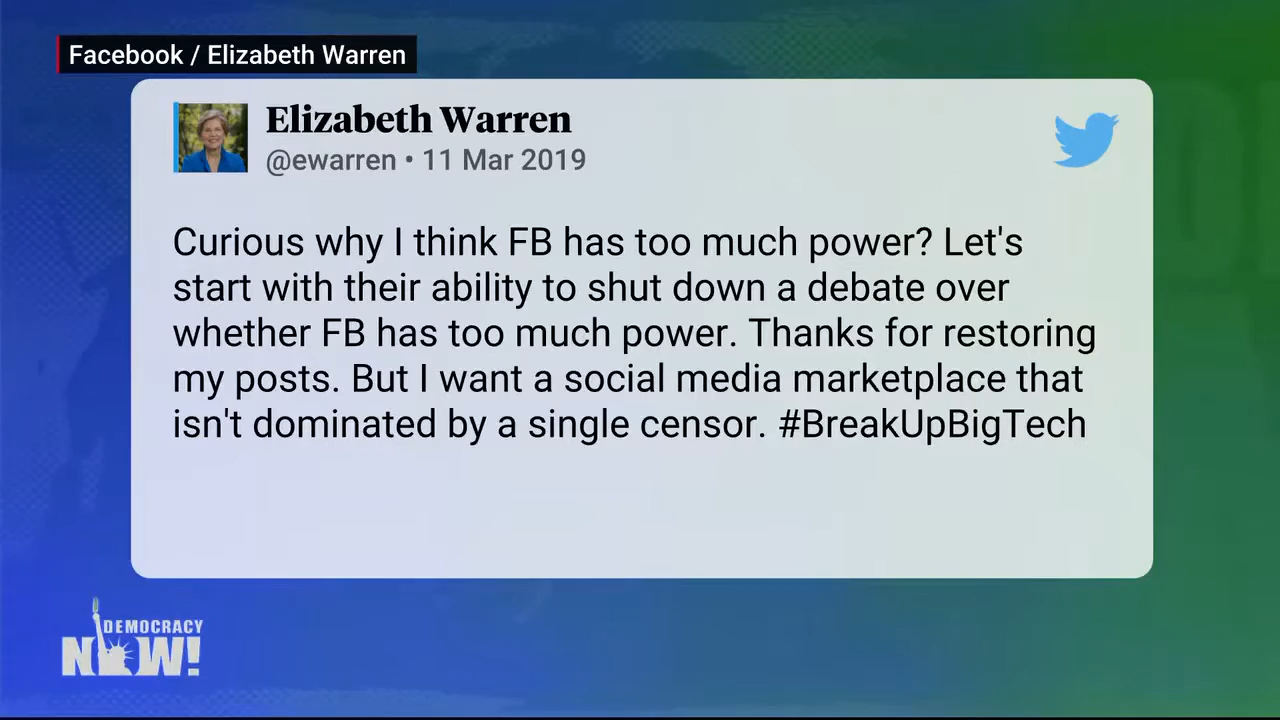 Facebook / Elizabeth Warren
Elizabeth Warren
@ewarren • 11 Mar 2019
Curious why I think FB has too much power? Let's
start with their ability to shut down a debate over
whether FB has too much power. Thanks for restoring
my posts. But I want a social media marketplace that
isn't dominated by a single censor. #BreakUpBigTech
DEMOCRACY
NOW!